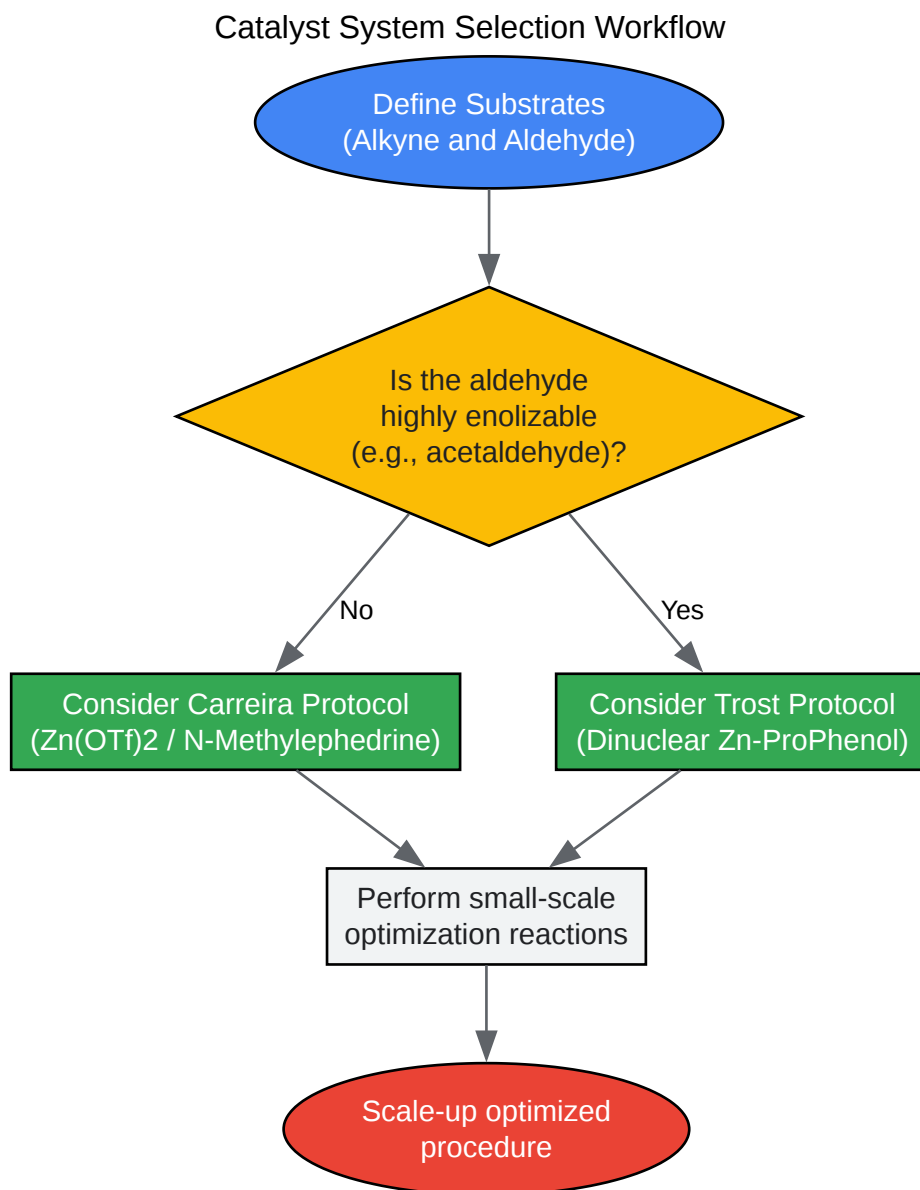 Catalyst System Selection Workflow
Define Substrates
(Alkyne and Aldehyde)
Is the aldehyde
highly enolizable
(e.g., acetaldehyde)?
No
Yes
Consider Carreira Protocol
(Zn(OTf)2 / N-Methylephedrine)
Consider Trost Protocol
(Dinuclear Zn-ProPhenol)
Perform small-scale
optimization reactions
Scale-up optimized
procedure